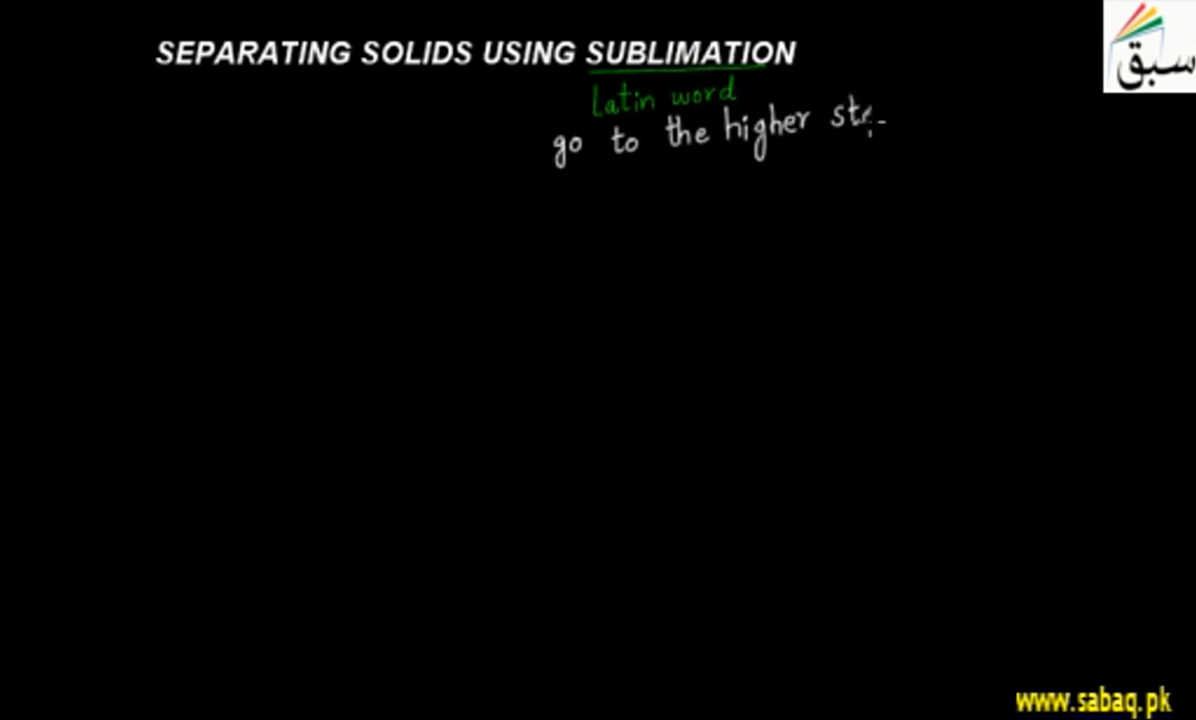 SEPARATING SOLIDS USING SUBLIMATION
سبق
Latin word
go to the higher
www.sabaq.pk